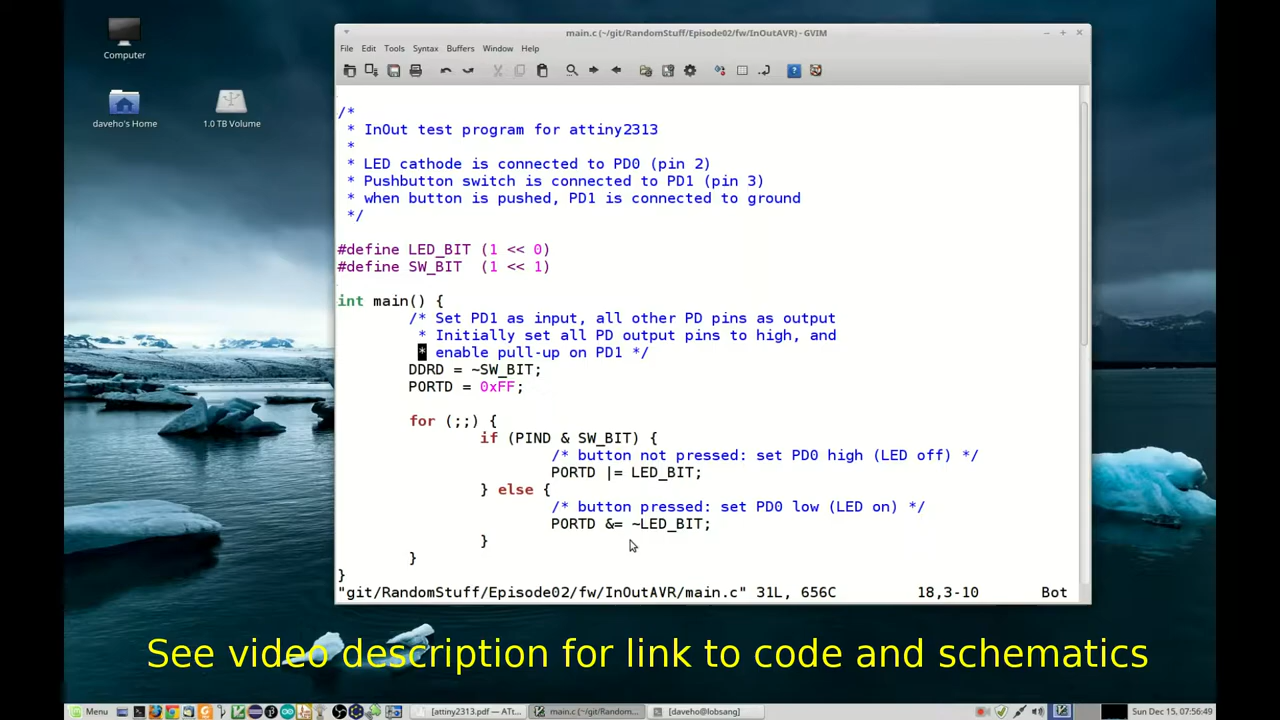 Computer
daveho's Home
1.0 TB Volume
main.c (~/git/RandomStuff/Episode02/fw/InOutAVR) - GVIM
File Edit Tools Syntax Buffers Window Help
/*
* InOut test program for attiny2313
*
* LED cathode is connected to PD0 (pin 2)
* Pushbutton switch is connected to PD1 (pin 3)
* when button is pushed, PD1 is connected to ground
*/
#define LED_BIT (1 << 0)
#define SW_BIT  (1 << 1)
int main() {
/* Set PD1 as input, all other PD pins as output
* Initially set all PD output pins to high, and
* enable pull-up on PD1 */
DDRD = ~SW_BIT;
PORTD = 0xFF;
for (;;) {
if (PIND & SW_BIT) {
/* button not pressed: set PD0 high (LED off) */
PORTD |= LED_BIT;
} else {
/* button pressed: set PD0 low (LED on) */
PORTD &= ~LED_BIT;
}
}
}
"git/RandomStuff/Episode02/fw/InOutAVR/main.c" 31L, 656C 18,3-10 Bot
See video description for link to code and schematics
Menu [attiny2313.pdf — ATt... main.c (~/git/Random... [daveho@lobsang] Sun Dec 15, 07:56:49